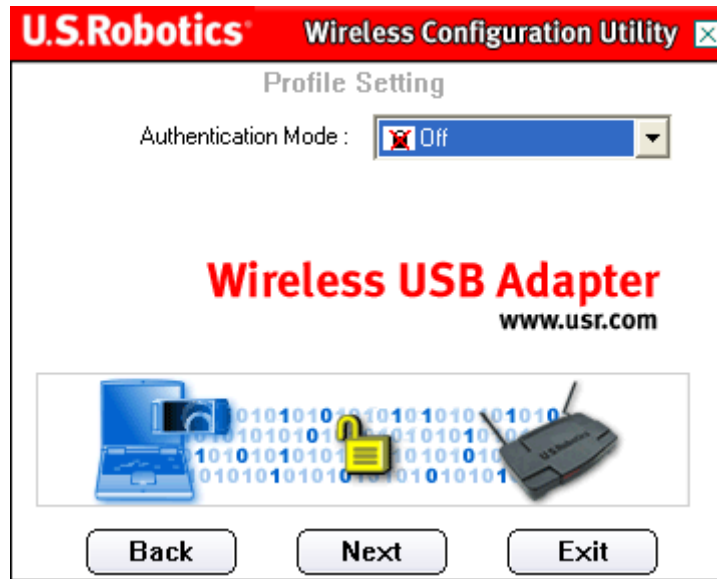 U.S.Robotics Wireless Configuration Utility
Profile Setting
Authentication Mode : Off
Wireless USB Adapter
www.usr.com
Back Next Exit